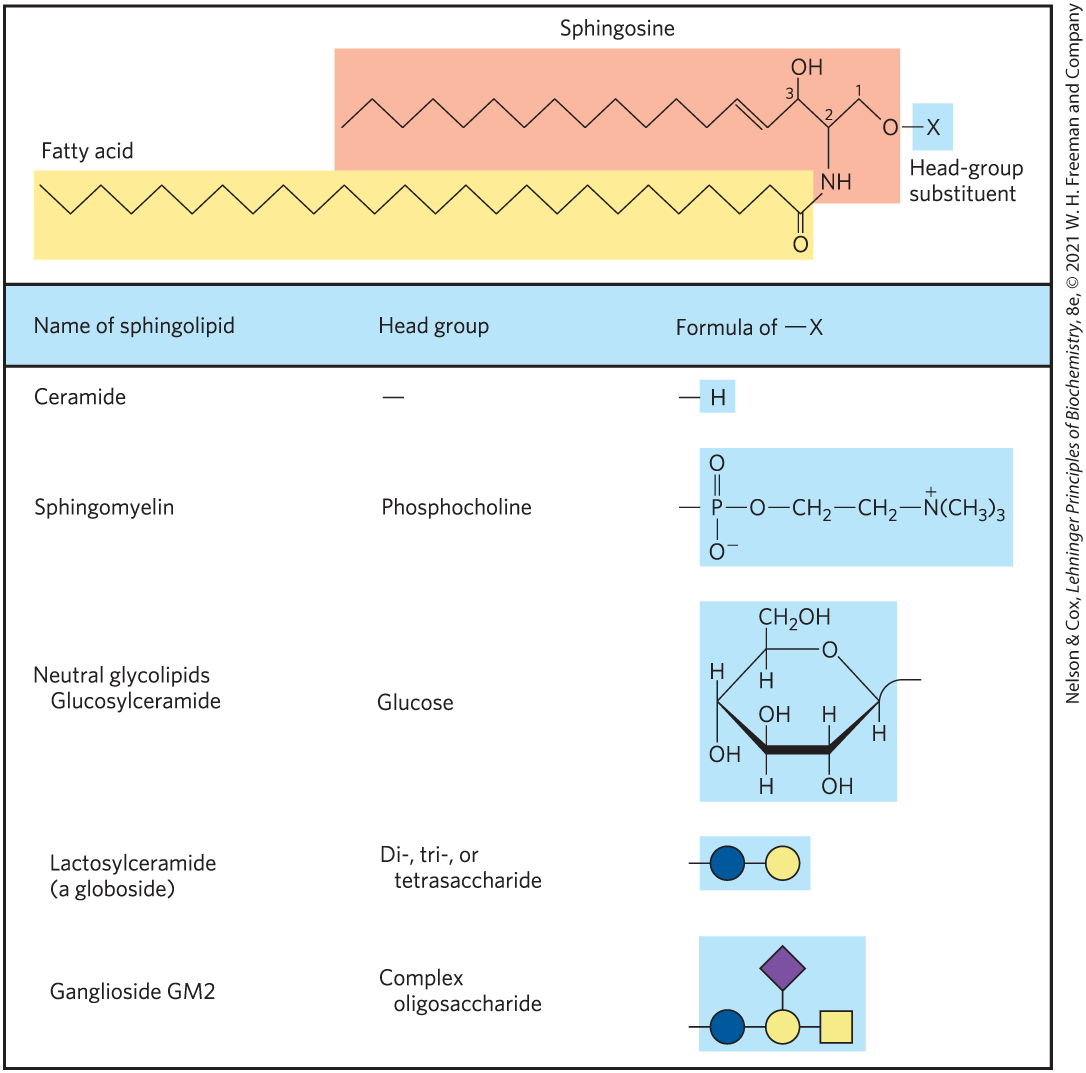 Sphingosine
OH
3
1
2
O—X
Fatty acid
Head-group
substituent
NH
O
Name of sphingolipid
Head group
Formula of —X
Ceramide
—
—H
Sphingomyelin
Phosphocholine
O
—P—O—CH₂—CH₂—N(CH₃)₃
+
O⁻
Neutral glycolipids
Glucosylceramide
Glucose
CH₂OH
O
H
H
OH
H
H
OH
H
OH
Lactosylceramide
(a globoside)
Di-, tri-, or
tetrasaccharide
Ganglioside GM2
Complex
oligosaccharide
Nelson & Cox, Lehninger Principles of Biochemistry, 8e, © 2021 W. H. Freeman and Company